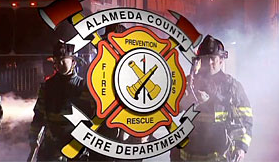 ALAMEDA COUNTY
PREVENTION
FIRE
EMS
RESCUE
FIRE DEPARTMENT